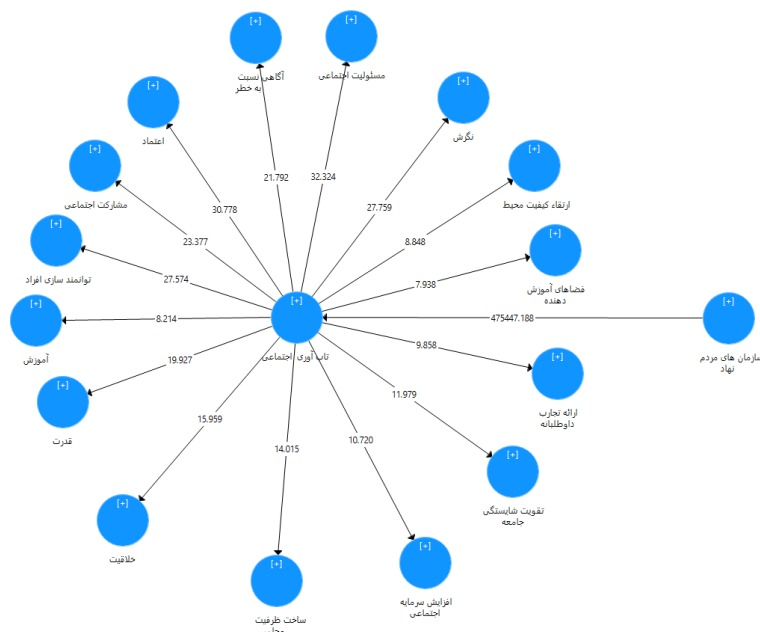 [+]
[+]
آگاهی نسبت
به خطر
مسئولیت اجتماعی
[+]
[+]
اعتماد
نگرش
[+]
[+]
مشارکت اجتماعی
ارتقاء کیفیت محیط
21.792
32.324
30.778
27.759
[+]
[+]
23.377
8.848
توانمند سازی افراد
فضاهای آموزش
دهنده
27.574
7.938
[+]
[+]
[+]
8.214
475447.188
آموزش
تاب آوری اجتماعی
سازمان های مردم
نهاد
19.927
9.858
[+]
[+]
قدرت
ارائه تجارب
داوطلبانه
15.959
11.979
14.015
10.720
[+]
تقویت شایستگی
جامعه
[+]
خلاقیت
[+]
[+]
افزایش سرمایه
اجتماعی
ساخت ظرفیت